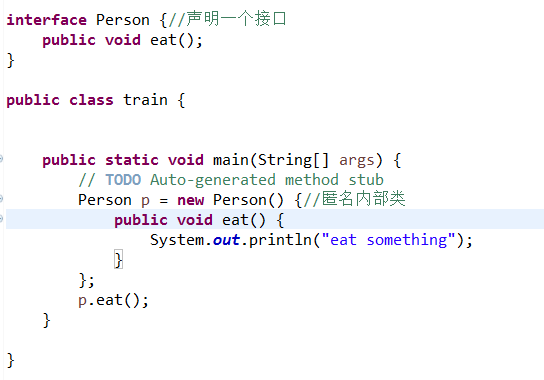 interface Person {//声明一个接口
    public void eat();
}
public class train {
    public static void main(String[] args) {
        // TODO Auto-generated method stub
        Person p = new Person() {//匿名内部类
            public void eat() {
                System.out.println("eat something");
            }
        };
        p.eat();
    }
}